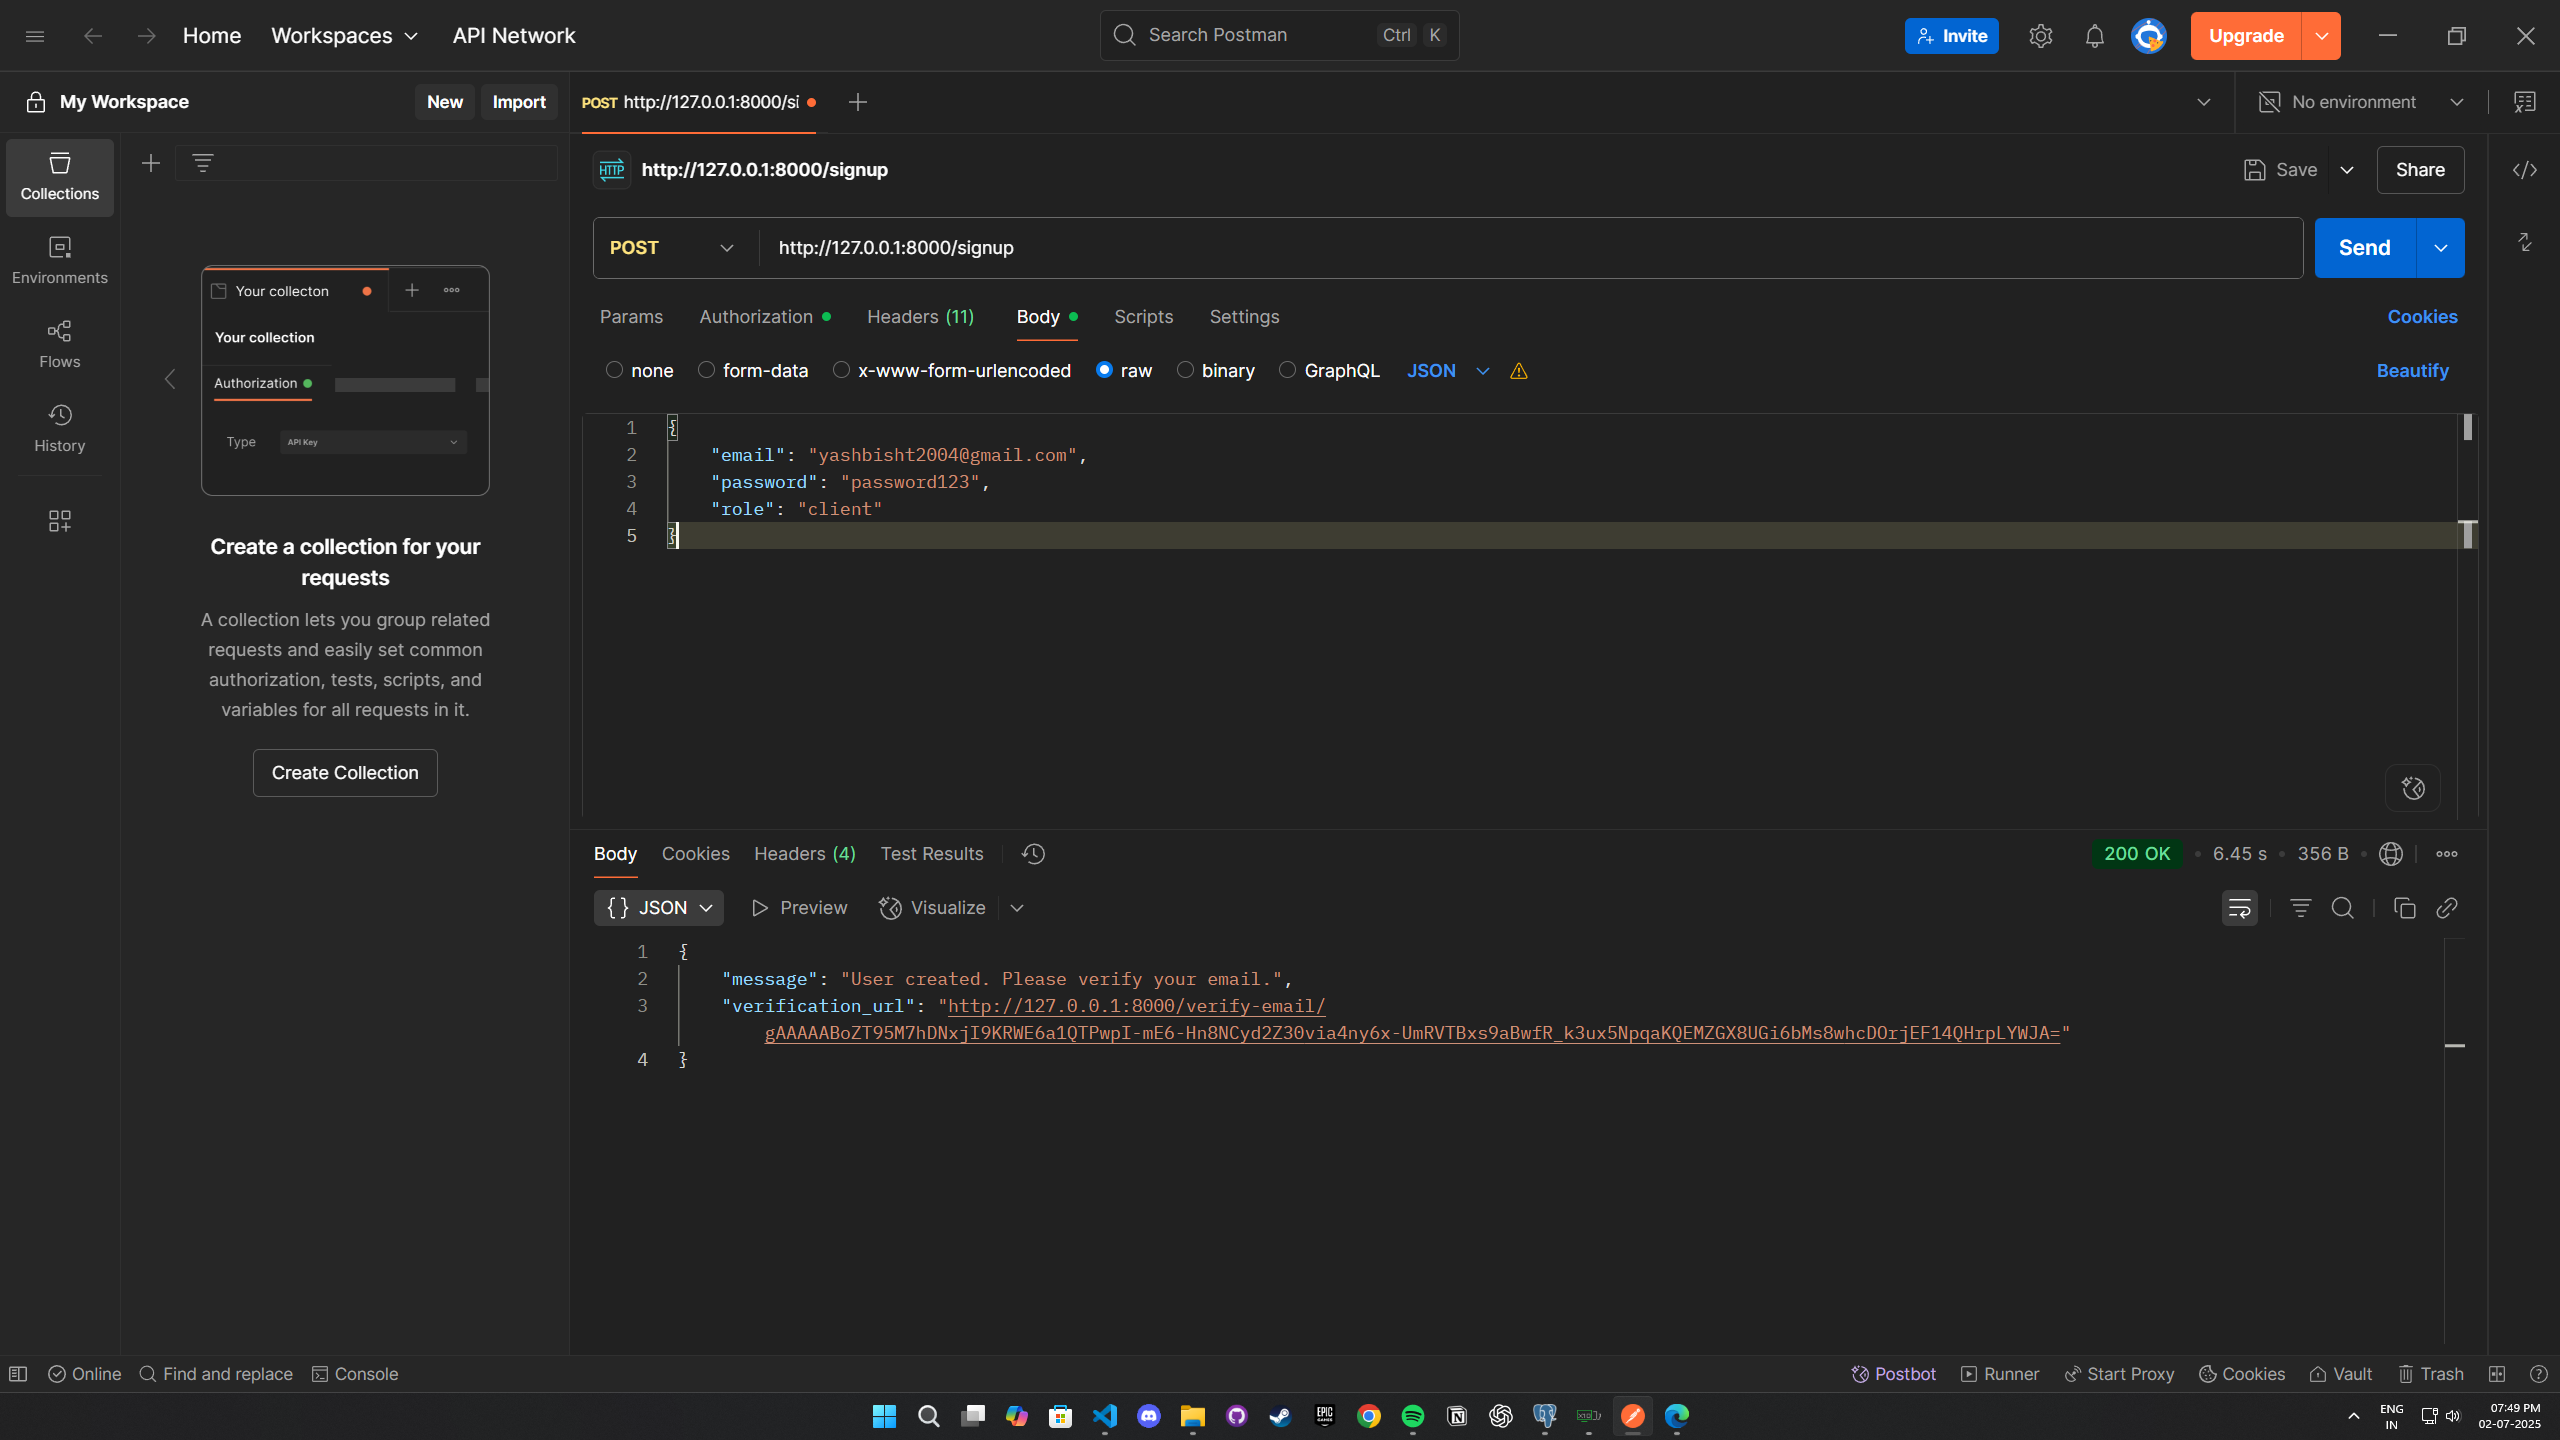 Home Workspaces API Network
Search Postman Ctrl K
Invite Upgrade
My Workspace New Import
POST http://127.0.0.1:8000/si
No environment
Collections
Environments
Flows
History
Your collecton
Your collection
Authorization
Type API Key
Create a collection for your
requests
A collection lets you group related
requests and easily set common
authorization, tests, scripts, and
variables for all requests in it.
Create Collection
HTTP http://127.0.0.1:8000/signup
Save Share
POST http://127.0.0.1:8000/signup Send
Params Authorization Headers (11) Body Scripts Settings Cookies
none form-data x-www-form-urlencoded raw binary GraphQL JSON Beautify
1 {
2 "email": "yashbisht2004@gmail.com",
3 "password": "password123",
4 "role": "client"
5 }
Body Cookies Headers (4) Test Results 200 OK 6.45 s 356 B
{} JSON Preview Visualize
1 {
2 "message": "User created. Please verify your email.",
3 "verification_url": "http://127.0.0.1:8000/verify-email/
gAAAAABoZT95M7hDNxjI9KRWE6a1QTPwpI-mE6-Hn8NCyd2Z30via4ny6x-UmRVTBxs9aBwfR_k3ux5NpqaKQEMZGX8UGi6bMs8whcDOrjEF14QHrpLYWJA="
4 }
Online Find and replace Console
Postbot Runner Start Proxy Cookies Vault Trash
EPIC GAMES
ENG
IN
07:49 PM
02-07-2025